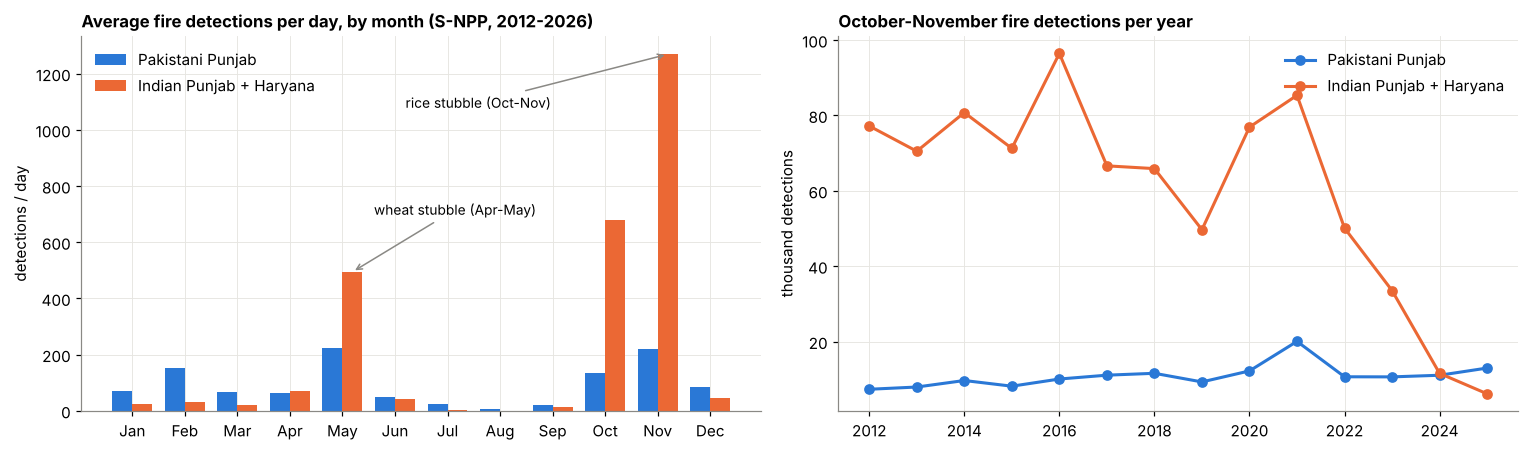 Average fire detections per day, by month (S-NPP, 2012-2026)
Pakistani Punjab
Indian Punjab + Haryana
rice stubble (Oct-Nov)
wheat stubble (Apr-May)
detections / day
1200
1000
800
600
400
200
0
Jan Feb Mar Apr May Jun Jul Aug Sep Oct Nov Dec
October-November fire detections per year
Pakistani Punjab
Indian Punjab + Haryana
thousand detections
100
80
60
40
20
2012 2014 2016 2018 2020 2022 2024